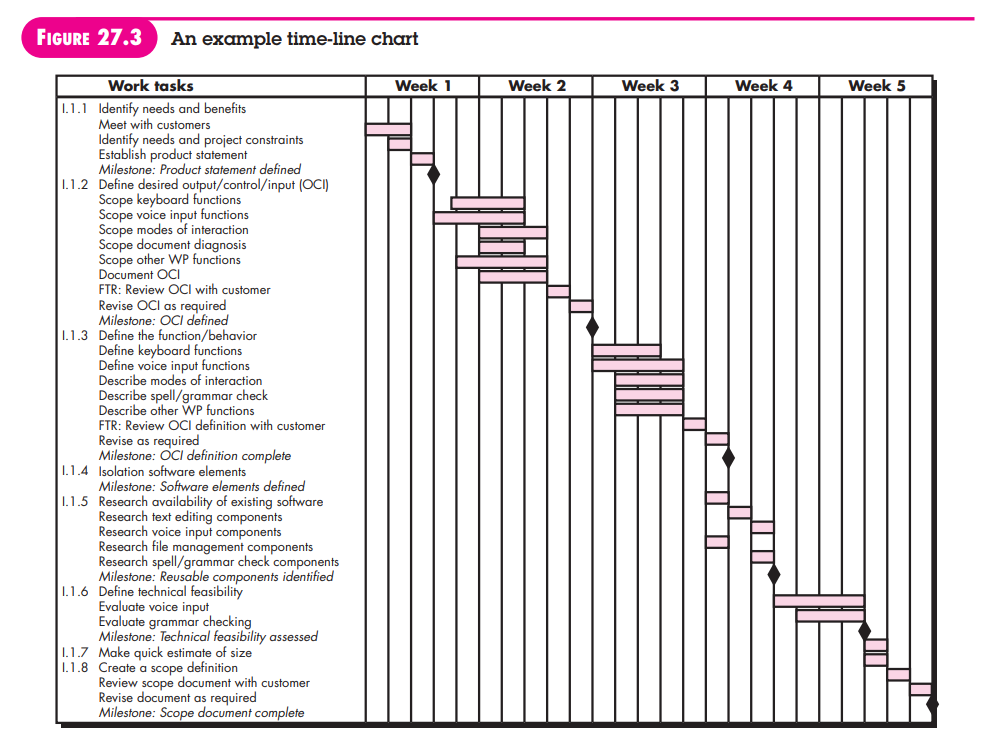 FIGURE 27.3 An example time-line chart
Work tasks Week 1 Week 2 Week 3 Week 4 Week 5
I.1.1 Identify needs and benefits
Meet with customers
Identify needs and project constraints
Establish product statement
Milestone: Product statement defined
I.1.2 Define desired output/control/input (OCI)
Scope keyboard functions
Scope voice input functions
Scope modes of interaction
Scope document diagnosis
Scope other WP functions
Document OCI
FTR: Review OCI with customer
Revise OCI as required
Milestone: OCI defined
I.1.3 Define the function/behavior
Define keyboard functions
Define voice input functions
Describe modes of interaction
Describe spell/grammar check
Describe other WP functions
FTR: Review OCI definition with customer
Revise as required
Milestone: OCI definition complete
I.1.4 Isolation software elements
Milestone: Software elements defined
I.1.5 Research availability of existing software
Research text editing components
Research voice input components
Research file management components
Research spell/grammar check components
Milestone: Reusable components identified
I.1.6 Define technical feasibility
Evaluate voice input
Evaluate grammar checking
Milestone: Technical feasibility assessed
I.1.7 Make quick estimate of size
I.1.8 Create a scope definition
Review scope document with customer
Revise document as required
Milestone: Scope document complete